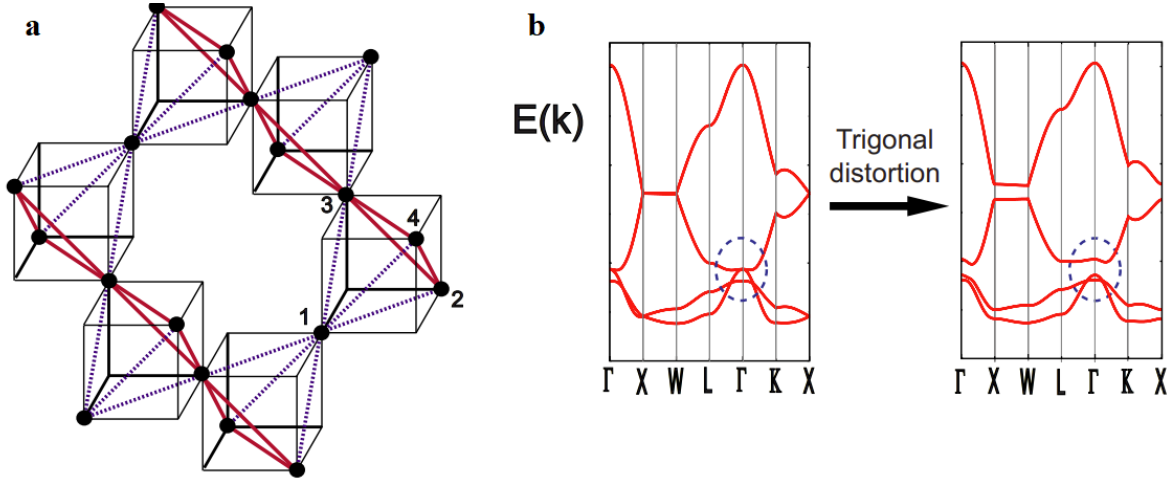 a
3
4
1
2
b
E(k)
Trigonal
distortion
Γ X W L Γ K X
Γ X W L Γ K X